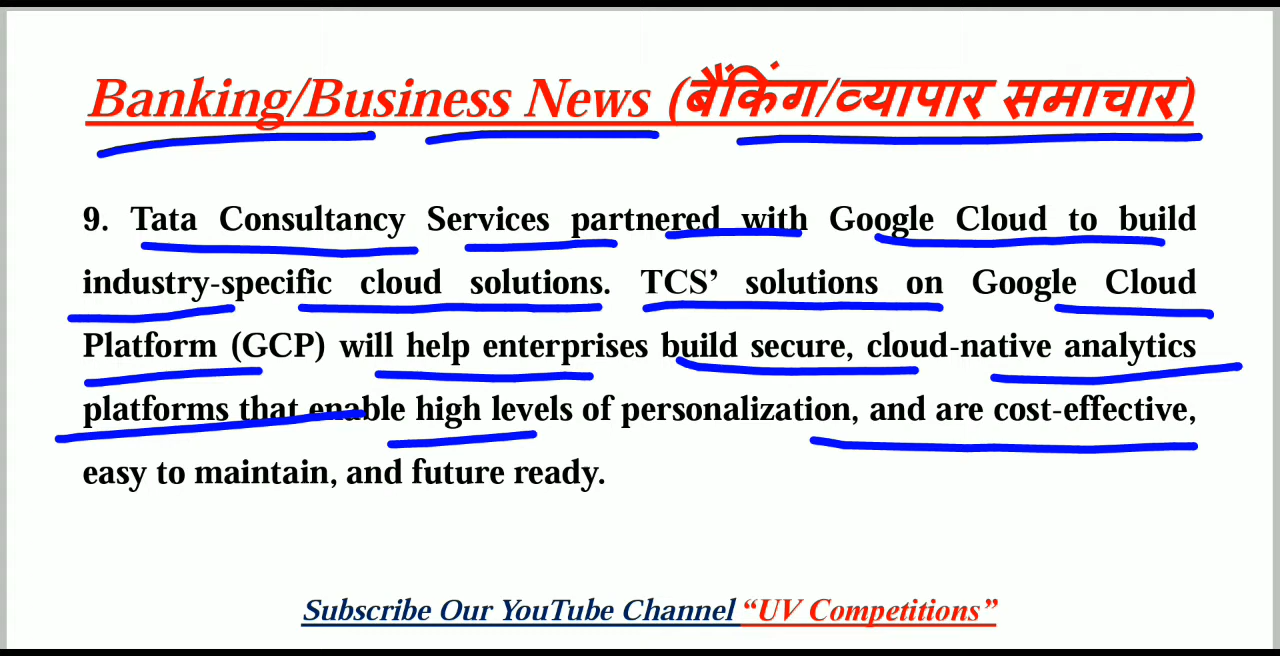 Banking/Business News (बैंकिंग/व्यापार समाचार)
9. Tata Consultancy Services partnered with Google Cloud to build
industry-specific cloud solutions. TCS’ solutions on Google Cloud
Platform (GCP) will help enterprises build secure, cloud-native analytics
platforms that enable high levels of personalization, and are cost-effective,
easy to maintain, and future ready.
Subscribe Our YouTube Channel “UV Competitions”